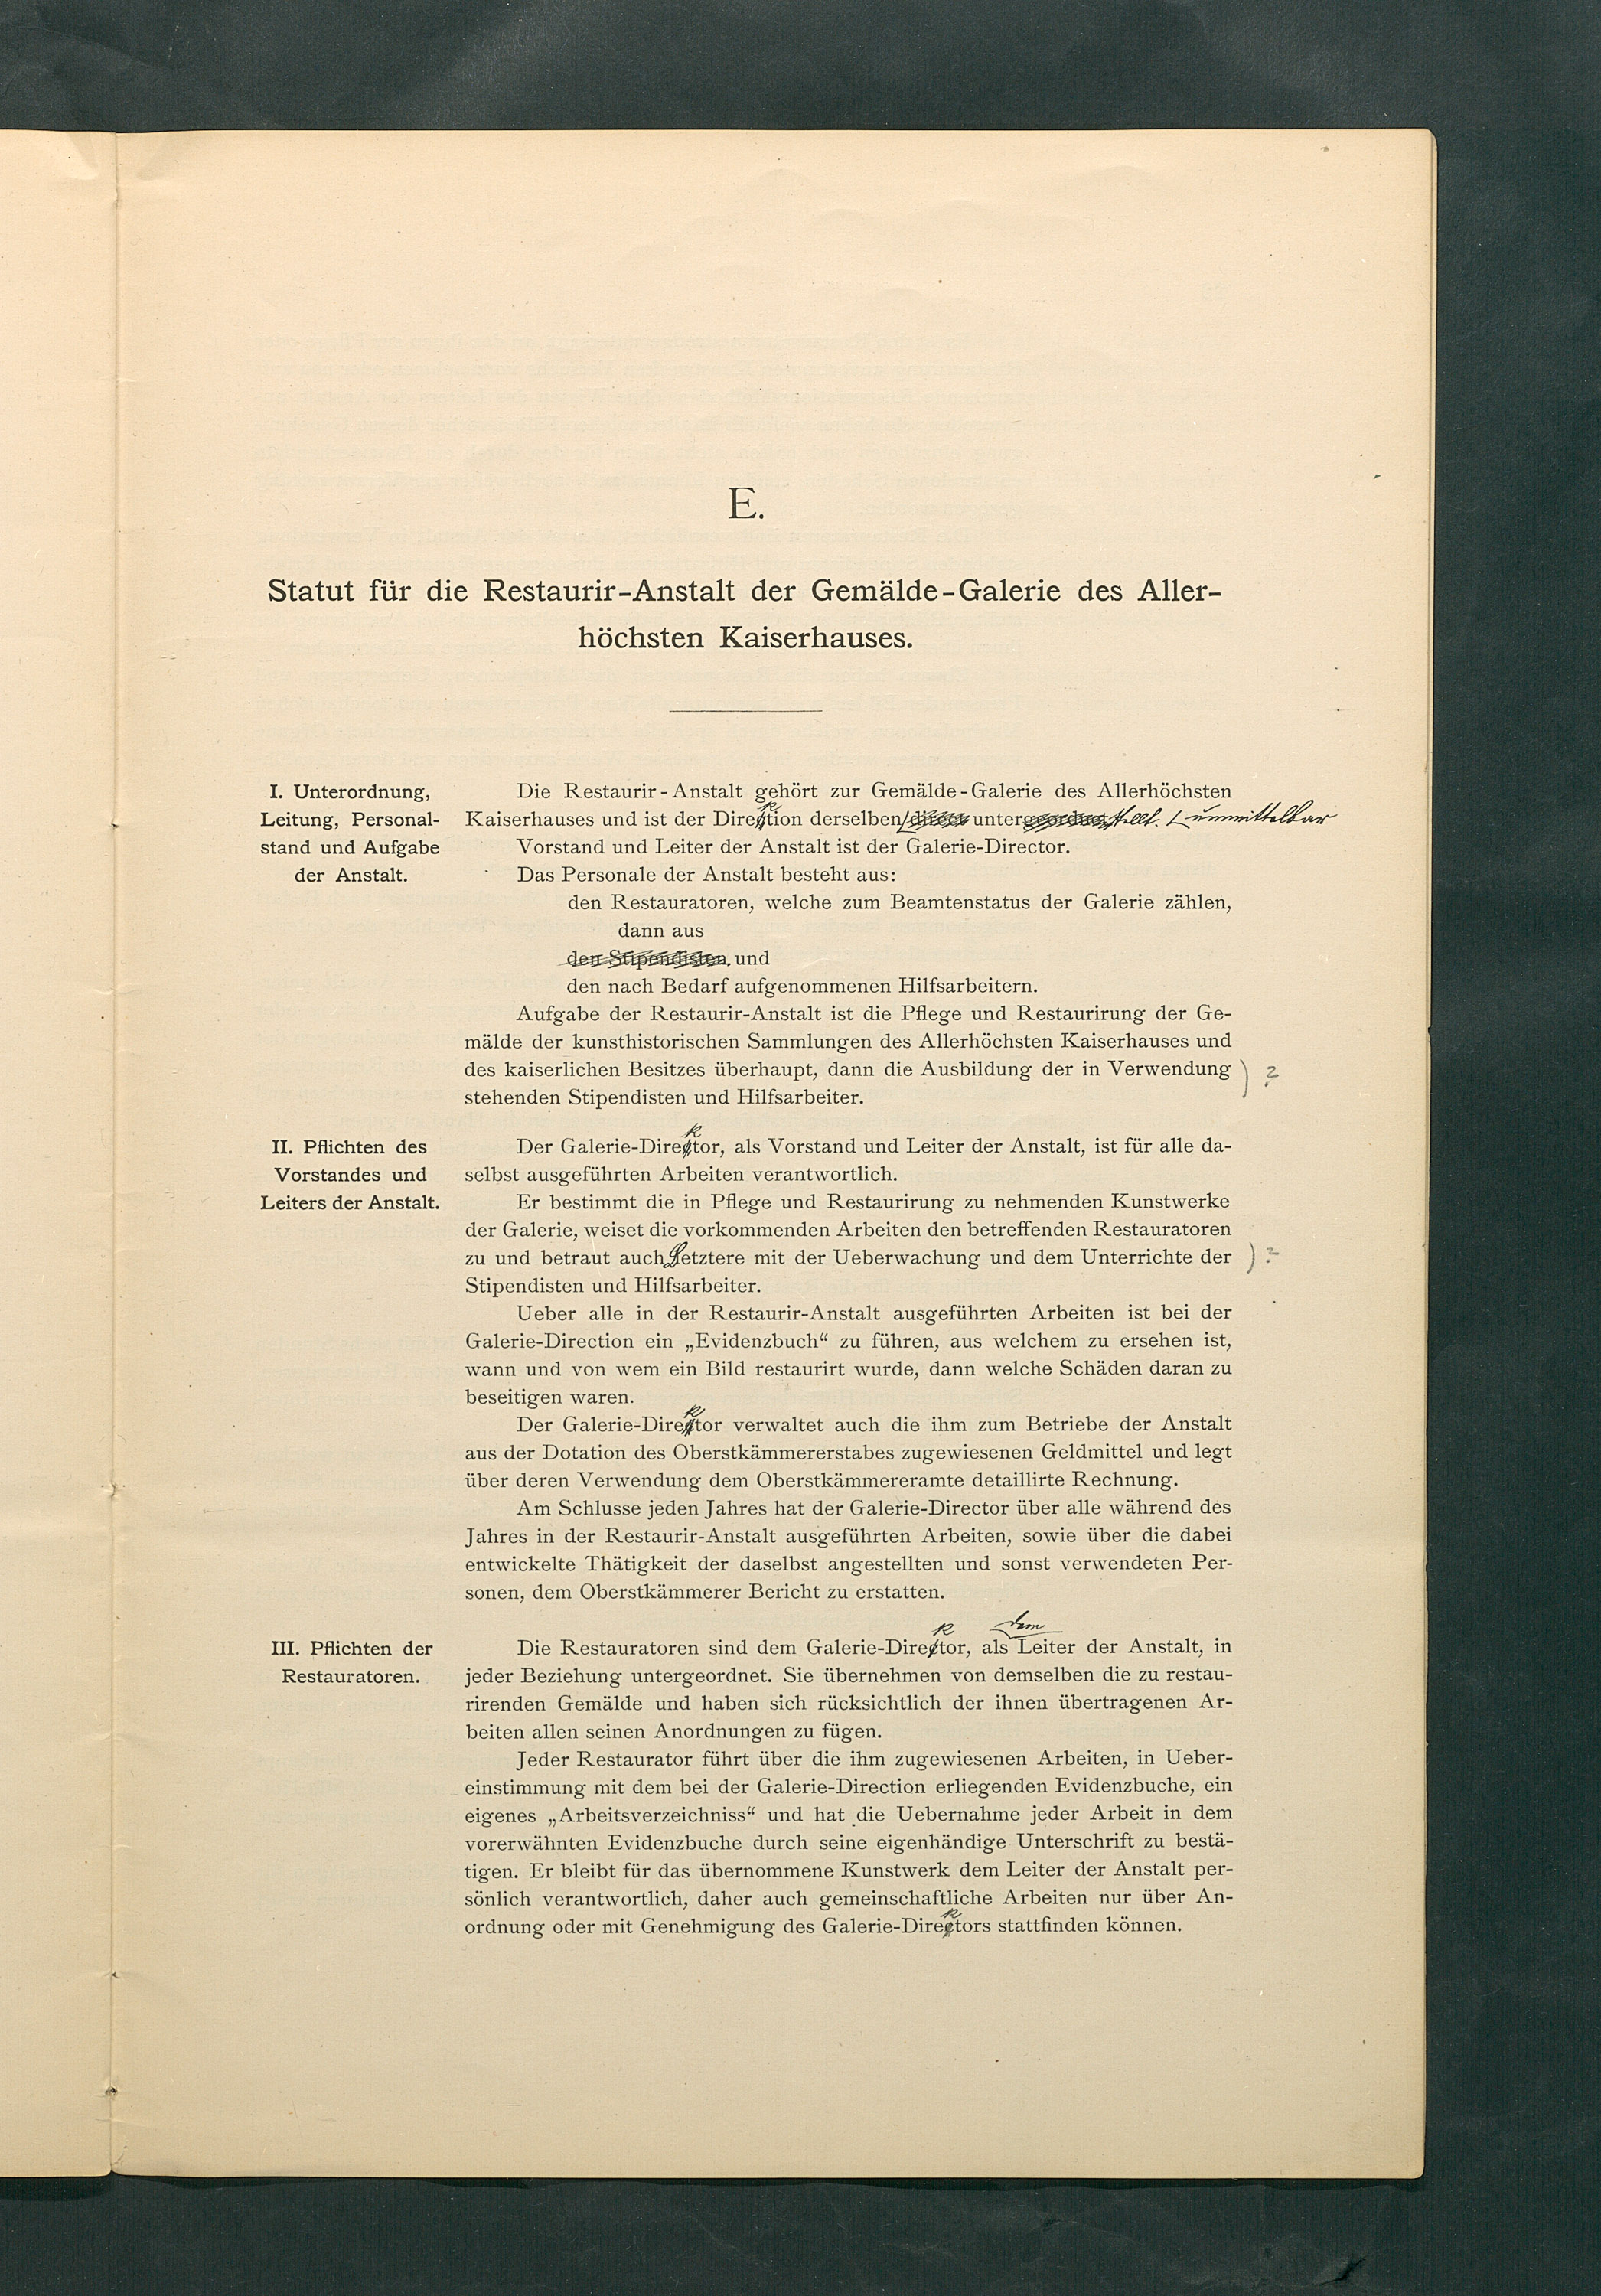 E.
Statut für die Restaurir-Anstalt der Gemälde-Galerie des Aller-
höchsten Kaiserhauses.
I. Unterordnung,
Leitung, Personal-
stand und Aufgabe
der Anstalt.
Die Restaurir-Anstalt gehört zur Gemälde-Galerie des Allerhöchsten
Kaiserhauses und ist der Direktion derselben direct untergeordnet stellt. unmittelbar
Vorstand und Leiter der Anstalt ist der Galerie-Director.
Das Personale der Anstalt besteht aus:
den Restauratoren, welche zum Beamtenstatus der Galerie zählen,
dann aus
den Stipendisten und
den nach Bedarf aufgenommenen Hilfsarbeitern.
Aufgabe der Restaurir-Anstalt ist die Pflege und Restaurirung der Ge-
mälde der kunsthistorischen Sammlungen des Allerhöchsten Kaiserhauses und
des kaiserlichen Besitzes überhaupt, dann die Ausbildung der in Verwendung ) ?
stehenden Stipendisten und Hilfsarbeiter.
II. Pflichten des
Vorstandes und
Leiters der Anstalt.
Der Galerie-Direktor, als Vorstand und Leiter der Anstalt, ist für alle da-
selbst ausgeführten Arbeiten verantwortlich.
Er bestimmt die in Pflege und Restaurirung zu nehmenden Kunstwerke
der Galerie, weiset die vorkommenden Arbeiten den betreffenden Restauratoren
zu und betraut auch Letztere mit der Ueberwachung und dem Unterrichte der ) ?
Stipendisten und Hilfsarbeiter.
Ueber alle in der Restaurir-Anstalt ausgeführten Arbeiten ist bei der
Galerie-Direction ein „Evidenzbuch“ zu führen, aus welchem zu ersehen ist,
wann und von wem ein Bild restaurirt wurde, dann welche Schäden daran zu
beseitigen waren.
Der Galerie-Direktor verwaltet auch die ihm zum Betriebe der Anstalt
aus der Dotation des Oberstkämmererstabes zugewiesenen Geldmittel und legt
über deren Verwendung dem Oberstkämmereramte detaillirte Rechnung.
Am Schlusse jeden Jahres hat der Galerie-Director über alle während des
Jahres in der Restaurir-Anstalt ausgeführten Arbeiten, sowie über die dabei
entwickelte Thätigkeit der daselbst angestellten und sonst verwendeten Per-
sonen, dem Oberstkämmerer Bericht zu erstatten.
III. Pflichten der
Restauratoren.
Die Restauratoren sind dem Galerie-Direktor, als dem Leiter der Anstalt, in
jeder Beziehung untergeordnet. Sie übernehmen von demselben die zu restau-
rirenden Gemälde und haben sich rücksichtlich der ihnen übertragenen Ar-
beiten allen seinen Anordnungen zu fügen.
Jeder Restaurator führt über die ihm zugewiesenen Arbeiten, in Ueber-
einstimmung mit dem bei der Galerie-Direction erliegenden Evidenzbuche, ein
eigenes „Arbeitsverzeichniss“ und hat die Uebernahme jeder Arbeit in dem
vorerwähnten Evidenzbuche durch seine eigenhändige Unterschrift zu bestä-
tigen. Er bleibt für das übernommene Kunstwerk dem Leiter der Anstalt per-
sönlich verantwortlich, daher auch gemeinschaftliche Arbeiten nur über An-
ordnung oder mit Genehmigung des Galerie-Direktors stattfinden können.